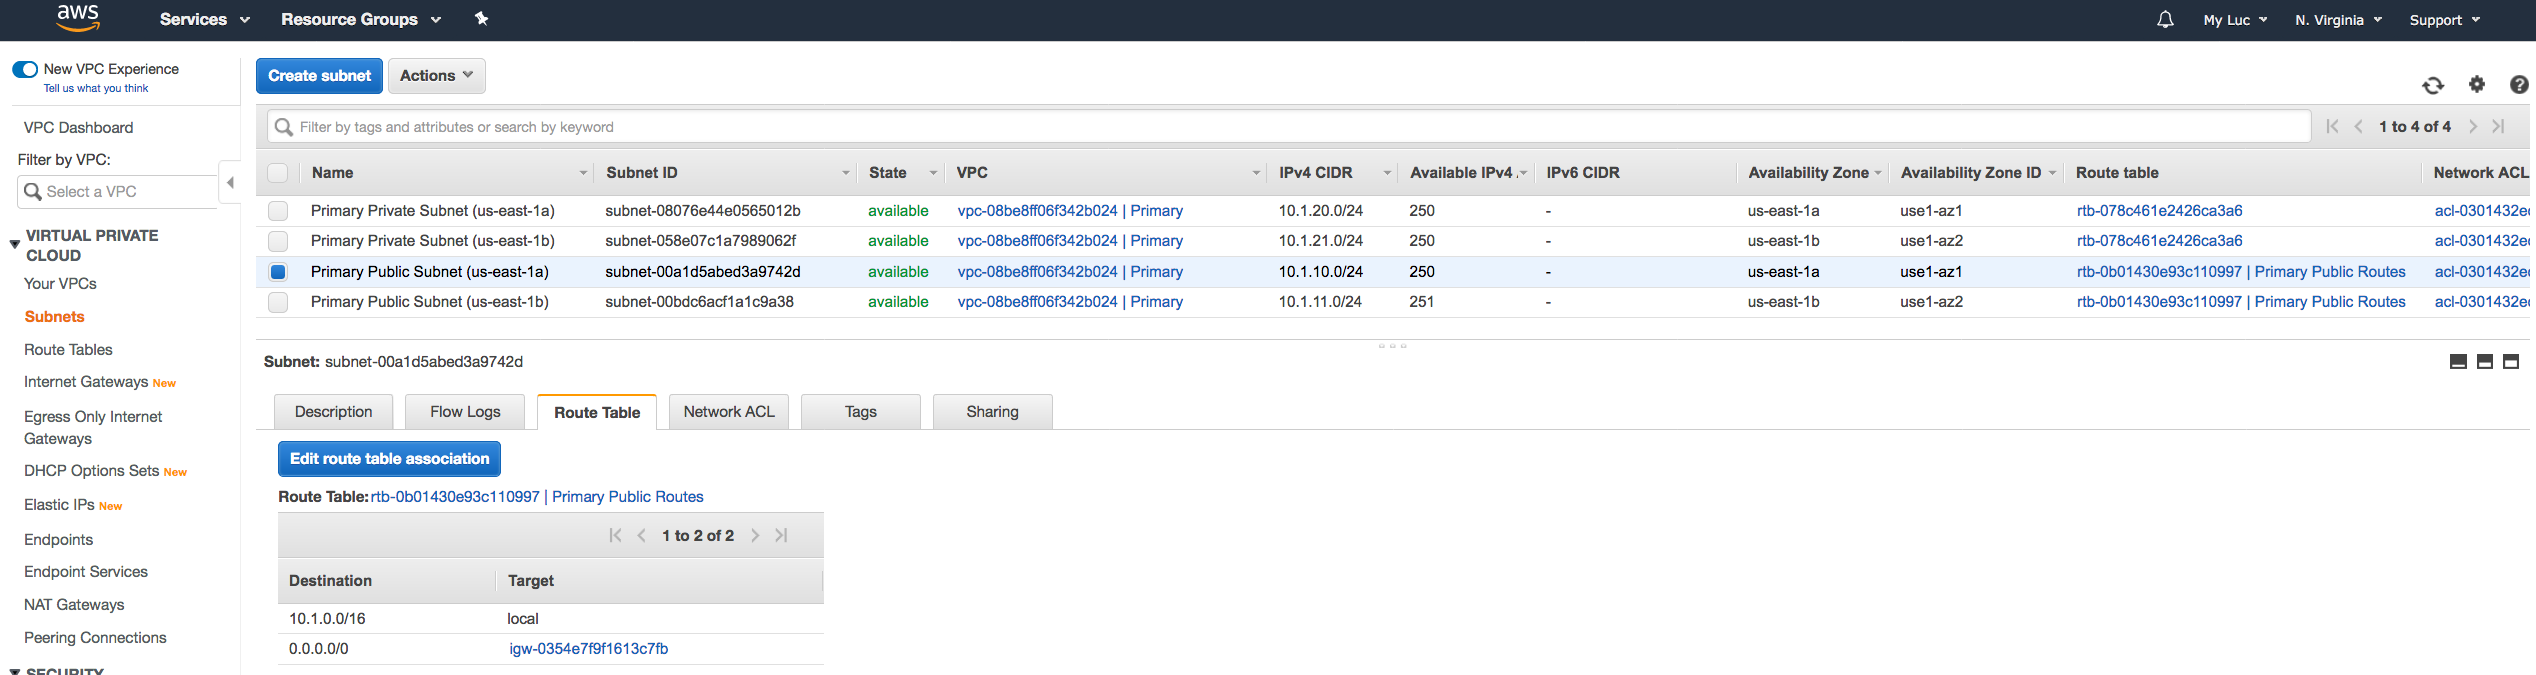 aws Services Resource Groups My Luc N. Virginia Support
New VPC Experience
Tell us what you think
VPC Dashboard
Filter by VPC:
Select a VPC
VIRTUAL PRIVATE
CLOUD
Your VPCs
Subnets
Route Tables
Internet Gateways New
Egress Only Internet
Gateways
DHCP Options Sets New
Elastic IPs New
Endpoints
Endpoint Services
NAT Gateways
Peering Connections
SECURITY
Create subnet Actions
Filter by tags and attributes or search by keyword 1 to 4 of 4
Name Subnet ID State VPC IPv4 CIDR Available IPv4 IPv6 CIDR Availability Zone Availability Zone ID Route table Network ACL
Primary Private Subnet (us-east-1a) subnet-08076e44e0565012b available vpc-08be8ff06f342b024 | Primary 10.1.20.0/24 250 - us-east-1a use1-az1 rtb-078c461e2426ca3a6 acl-0301432e
Primary Private Subnet (us-east-1b) subnet-058e07c1a7989062f available vpc-08be8ff06f342b024 | Primary 10.1.21.0/24 250 - us-east-1b use1-az2 rtb-078c461e2426ca3a6 acl-0301432e
Primary Public Subnet (us-east-1a) subnet-00a1d5abed3a9742d available vpc-08be8ff06f342b024 | Primary 10.1.10.0/24 250 - us-east-1a use1-az1 rtb-0b01430e93c110997 | Primary Public Routes acl-0301432e
Primary Public Subnet (us-east-1b) subnet-00bdc6acf1a1c9a38 available vpc-08be8ff06f342b024 | Primary 10.1.11.0/24 251 - us-east-1b use1-az2 rtb-0b01430e93c110997 | Primary Public Routes acl-0301432e
Subnet: subnet-00a1d5abed3a9742d
Description Flow Logs Route Table Network ACL Tags Sharing
Edit route table association
Route Table: rtb-0b01430e93c110997 | Primary Public Routes
1 to 2 of 2
Destination Target
10.1.0.0/16 local
0.0.0.0/0 igw-0354e7f9f1613c7fb